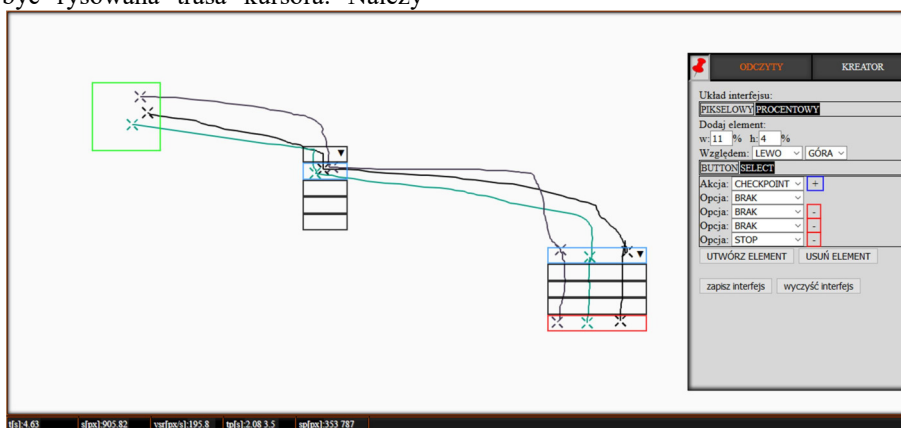 być rysowana trasa kursora. Należy
ODCZYTY KREATOR
Układ interfejsu:
PIKSELOWY PROCENTOWY
Dodaj element:
w: 11 % h: 4 %
Względem: LEWO GÓRA
BUTTON SELECT
Akcja: CHECKPOINT +
Opcja: BRAK
Opcja: BRAK -
Opcja: BRAK -
Opcja: STOP -
UTWÓRZ ELEMENT USUŃ ELEMENT
zapisz interfejs wyczyść interfejs
t[s]:4.63 s[px]:905.82 vsr[px/s]:195.8 tp[s]:2.08 3.5 sp[px]:353 787